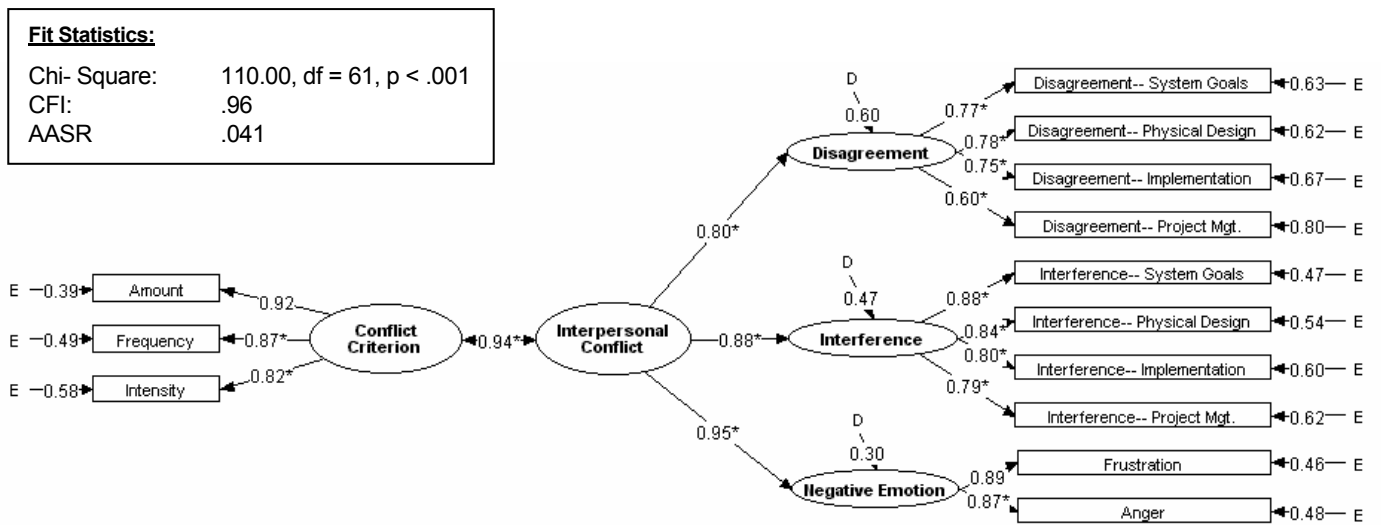 Fit Statistics:
Chi- Square: 110.00, df = 61, p < .001
CFI: .96
AASR .041
D
0.60
Disagreement
0.77*
0.78*
0.75*
0.60*
Disagreement-- System Goals
0.63
E
Disagreement-- Physical Design
0.62
E
Disagreement-- Implementation
0.67
E
Disagreement-- Project Mgt.
0.80
E
0.80*
E
0.39
Amount
0.92
E
0.49
Frequency
0.87*
E
0.58
Intensity
0.82*
Conflict
Criterion
0.94*
Interpersonal
Conflict
0.88*
D
0.47
Interference
0.88*
0.84*
0.80*
0.79*
Interference-- System Goals
0.47
E
Interference-- Physical Design
0.54
E
Interference-- Implementation
0.60
E
Interference-- Project Mgt.
0.62
E
0.95*
D
0.30
Negative Emotion
0.89
0.87*
Frustration
0.46
E
Anger
0.48
E